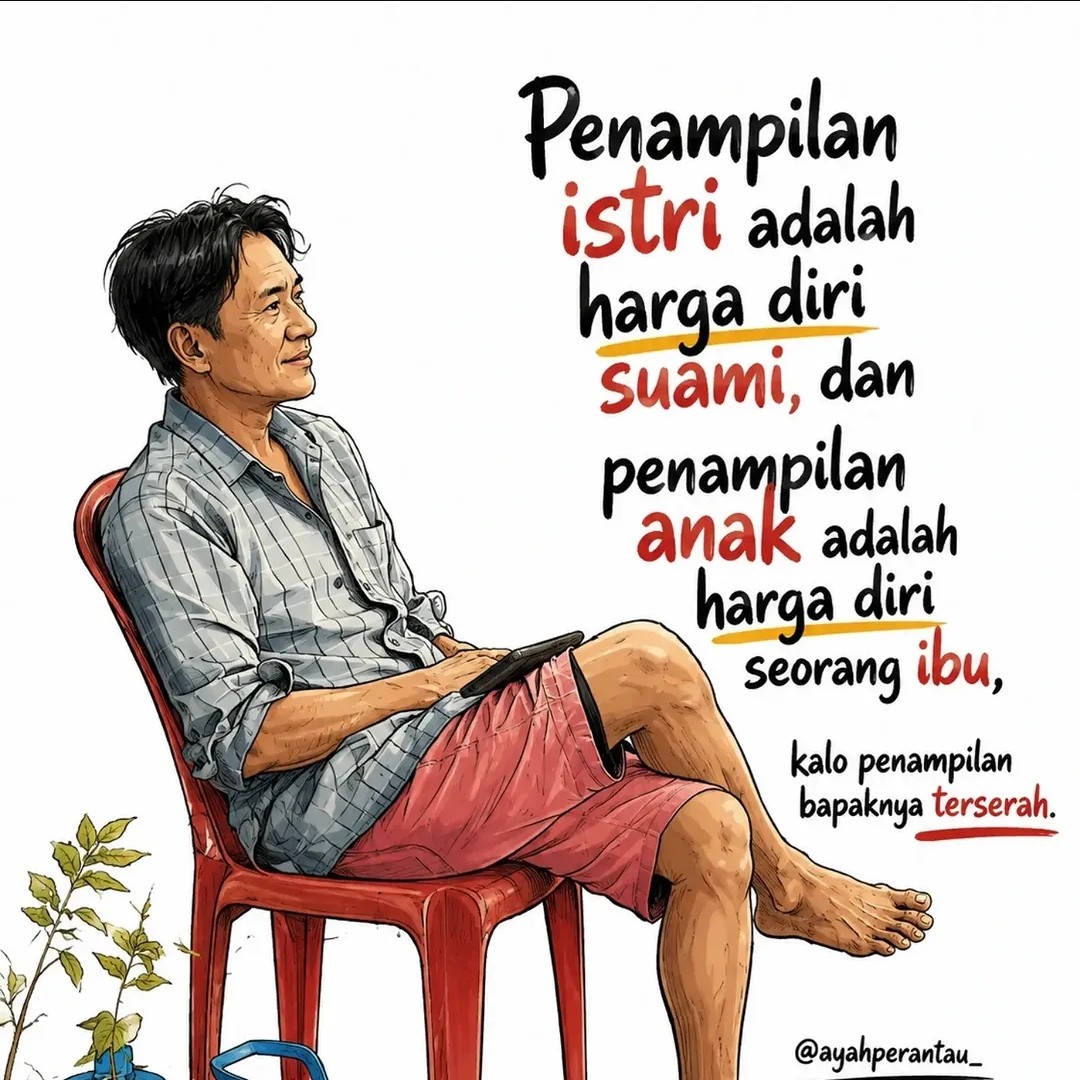 Penampilan
istri adalah
harga diri
suami, dan
penampilan
anak adalah
harga diri
seorang ibu,
kalo penampilan
bapaknya terserah.
@ayahperantau_